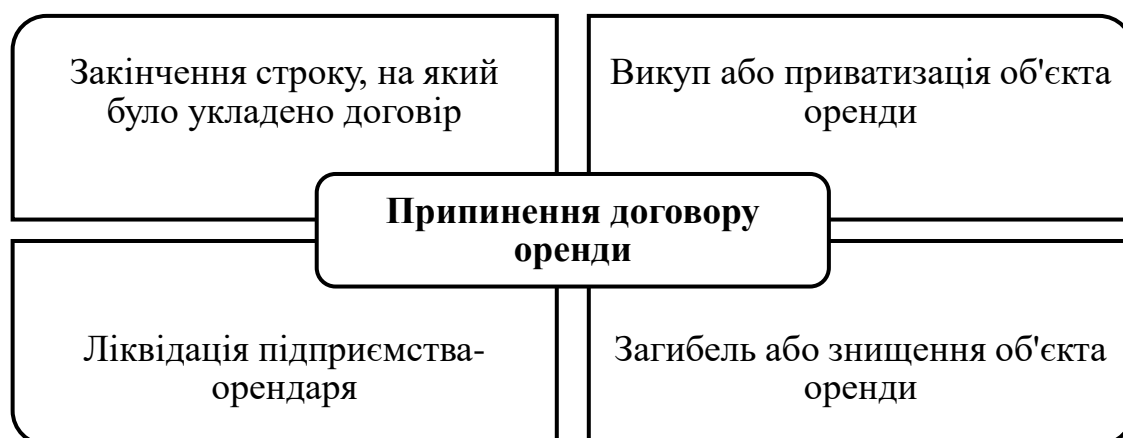 Закінчення строку, на який
було укладено договір
Викуп або приватизація об'єкта
оренди
Припинення договору
оренди
Ліквідація підприємства-
орендаря
Загибель або знищення об'єкта
оренди